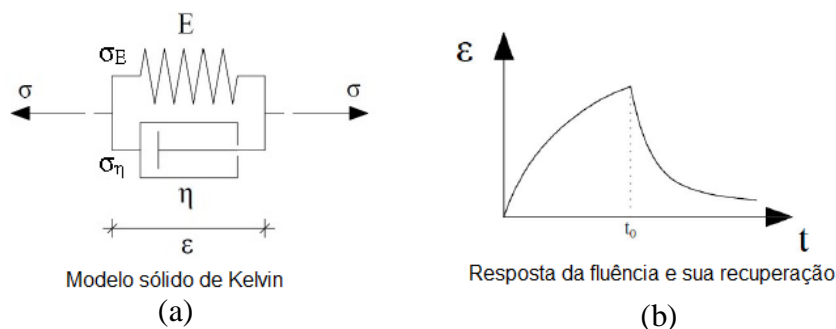 E
σE
σ σ
ση
η
ε
Modelo sólido de Kelvin
(a)
ε
t0
t
Resposta da fluência e sua recuperação
(b)